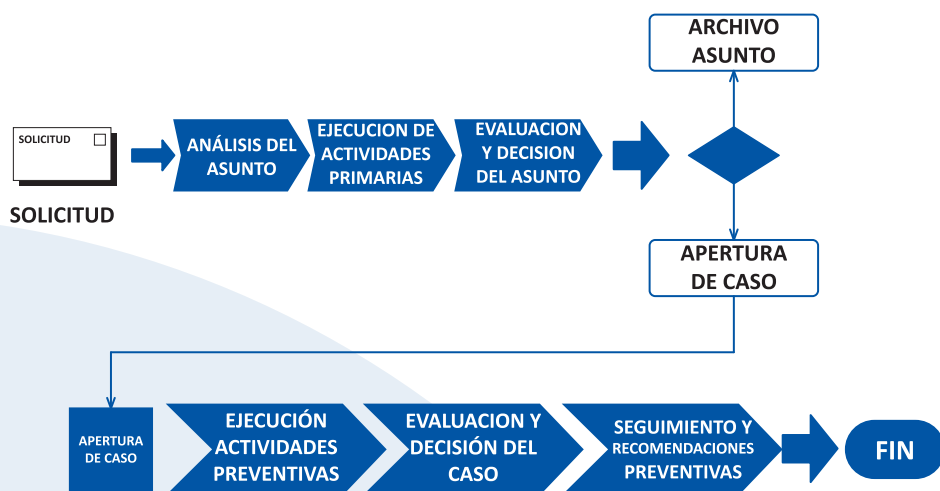 ARCHIVO
ASUNTO
SOLICITUD
SOLICITUD
ANÁLISIS DEL
ASUNTO
EJECUCION DE
ACTIVIDADES
PRIMARIAS
EVALUACION
Y DECISION
DEL ASUNTO
APERTURA
DE CASO
APERTURA
DE CASO
EJECUCIÓN
ACTIVIDADES
PREVENTIVAS
EVALUACION Y
DECISIÓN DEL
CASO
SEGUIMIENTO Y
RECOMENDACIONES
PREVENTIVAS
FIN